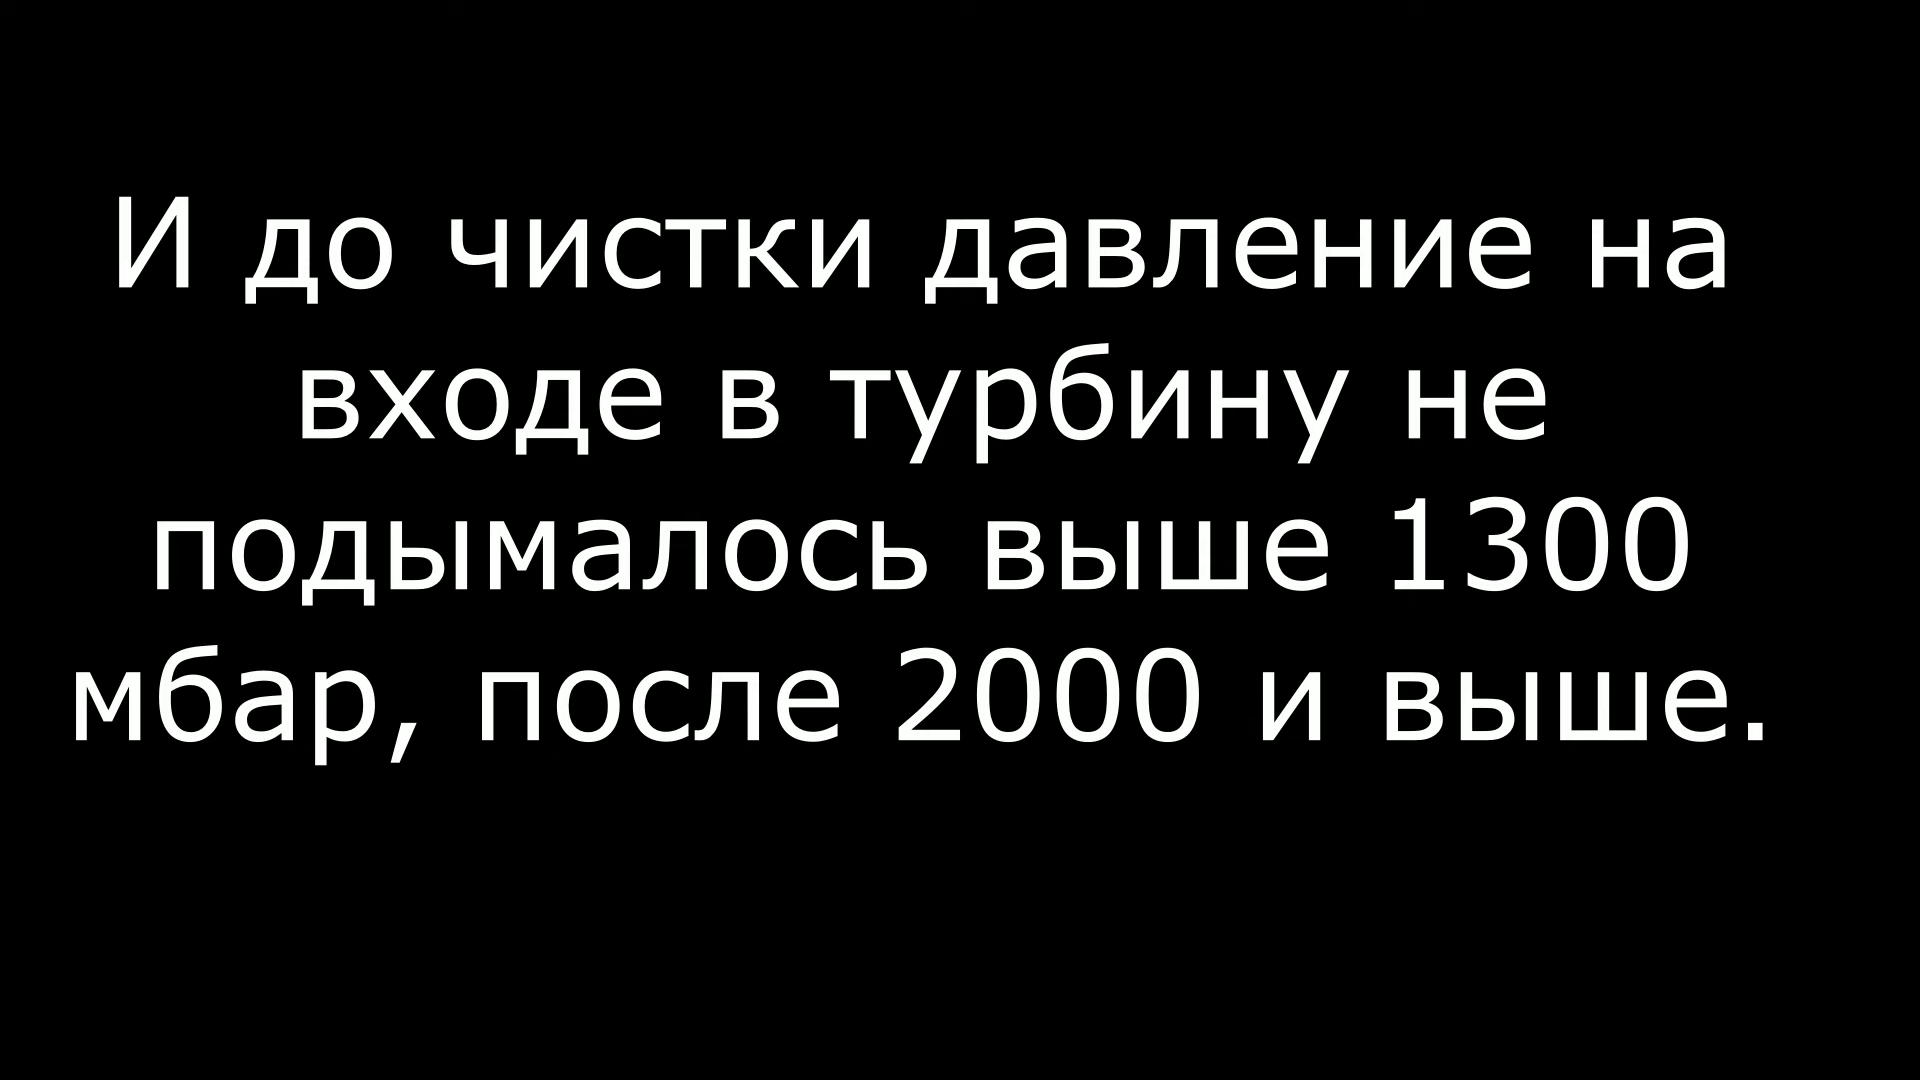 И до чистки давление на
входе в турбину не
подымалось выше 1300
мбар, после 2000 и выше.